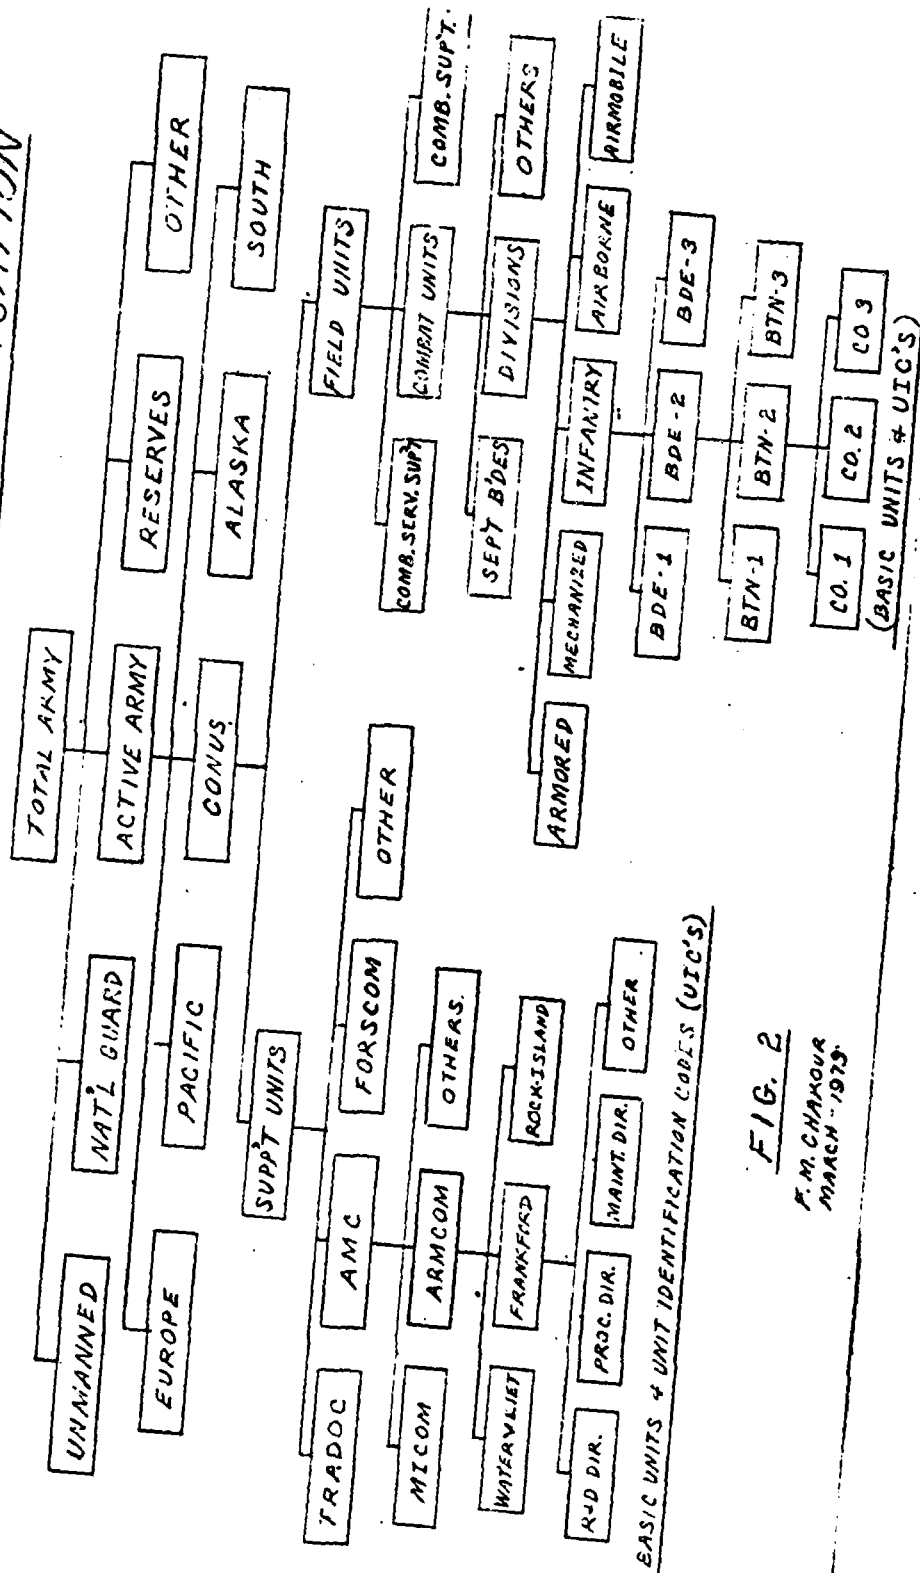 TOTAL ARMY
UNMANNED
NAT'L GUARD
ACTIVE ARMY
RESERVES
OTHER
EUROPE
PACIFIC
CONUS
ALASKA
SOUTH
SUPP'T UNITS
FIELD UNITS
TRADOC
AMC
FORSCOM
OTHER
COMB.SERV.SUPT
COMBAT UNITS
COMB.SUP'T.
MICOM
ARMCOM
OTHERS.
SEPT B'DES
DIVISIONS
OTHERS
WATERVLIET
FRANKFORD
ROCK-ISLAND
ARMORED
MECHANIZED
INFANTRY
AIRBORNE
AIRMOBILE
R+D DIR.
PROC. DIR.
MAINT. DIR.
OTHER
BDE-1
BDE-2
BDE-3
BASIC UNITS & UNIT IDENTIFICATION CODES (UIC'S)
BTN-1
BTN-2
BTN-3
CO. 1
CO. 2
CO 3
(BASIC UNITS & UIC'S)
FIG. 2
F. M. CHAKOUR
MARCH-1973.